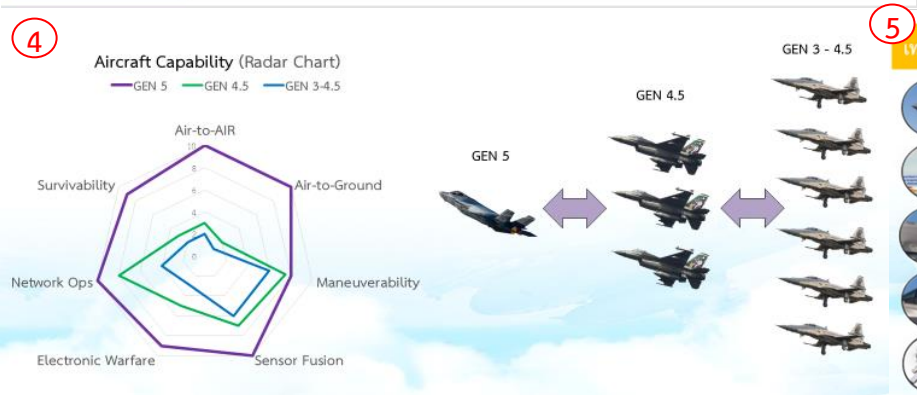 4
Aircraft Capability (Radar Chart)
GEN 5 GEN 4.5 GEN 3-4.5
Air-to-AIR
Air-to-Ground
Maneuverability
Sensor Fusion
Electronic Warfare
Network Ops
Survivability
10
8
6
4
2
0
GEN 5
GEN 4.5
GEN 3 - 4.5
5